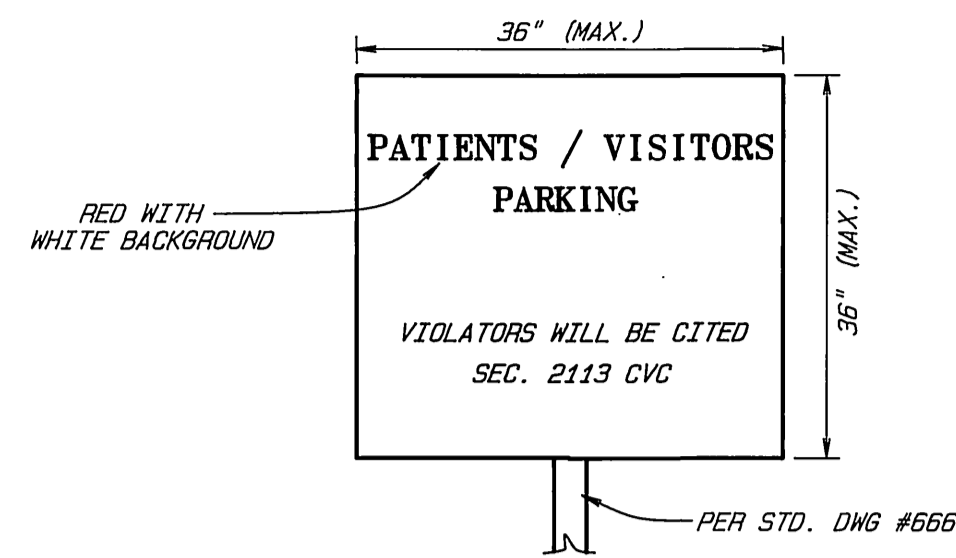 36" (MAX.)
PATIENTS / VISITORS
PARKING
RED WITH
WHITE BACKGROUND
36" (MAX.)
VIOLATORS WILL BE CITED
SEC. 2113 CVC
PER STD. DWG #666